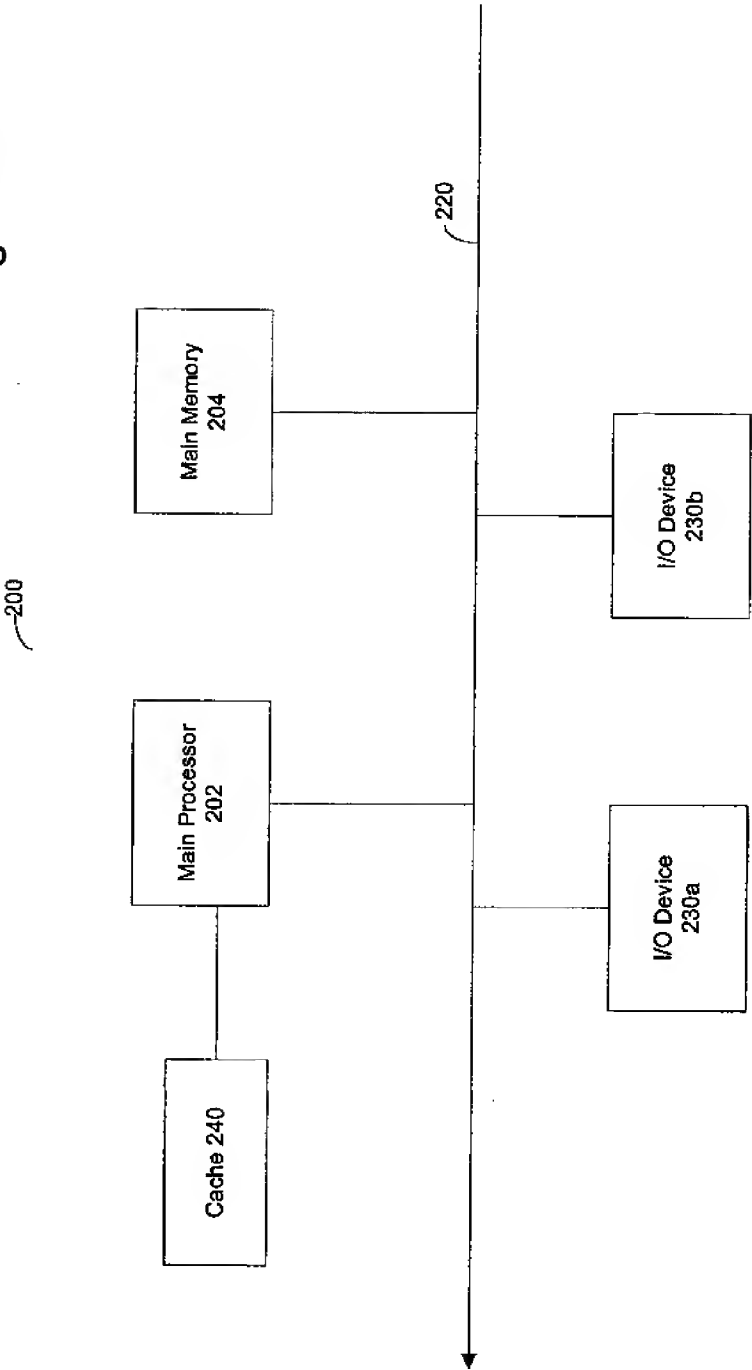 200
Cache 240
Main Processor
202
Main Memory
204
220
I/O Device
230a
I/O Device
230b